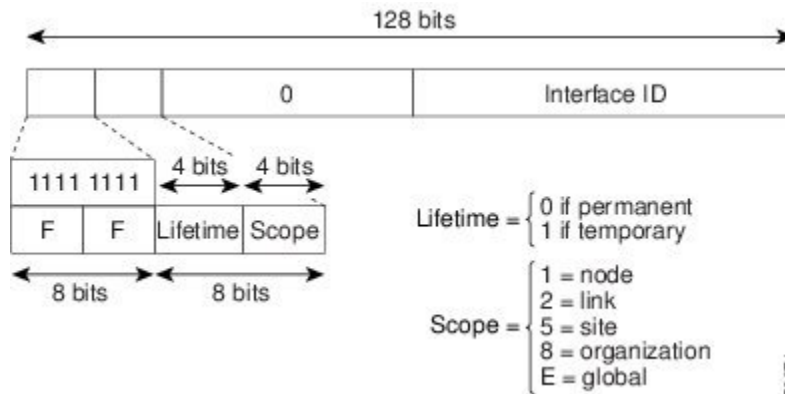 128 bits
0 Interface ID
4 bits 4 bits
1111 1111
F F Lifetime Scope
8 bits 8 bits
Lifetime = 0 if permanent
1 if temporary
Scope = 1 = node
2 = link
5 = site
8 = organization
E = global